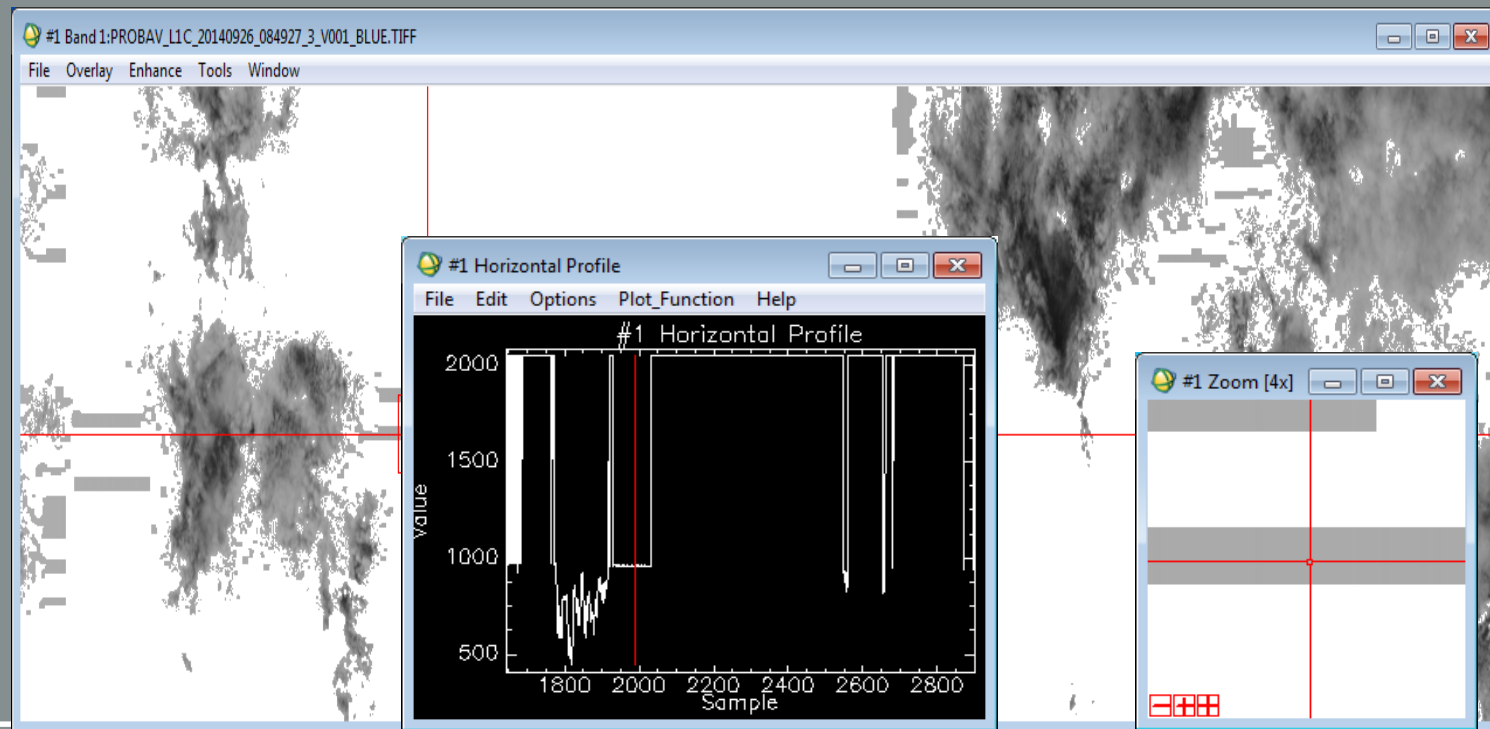 #1 Band 1:PROBAV_L1C_20140926_084927_3_V001_BLUE.TIFF
File Overlay Enhance Tools Window
#1 Horizontal Profile
File Edit Options Plot_Function Help
#1 Horizontal Profile
2000
1500
1000
500
Value
1800 2000 2200 2400 2600 2800
Sample
#1 Zoom [4x]